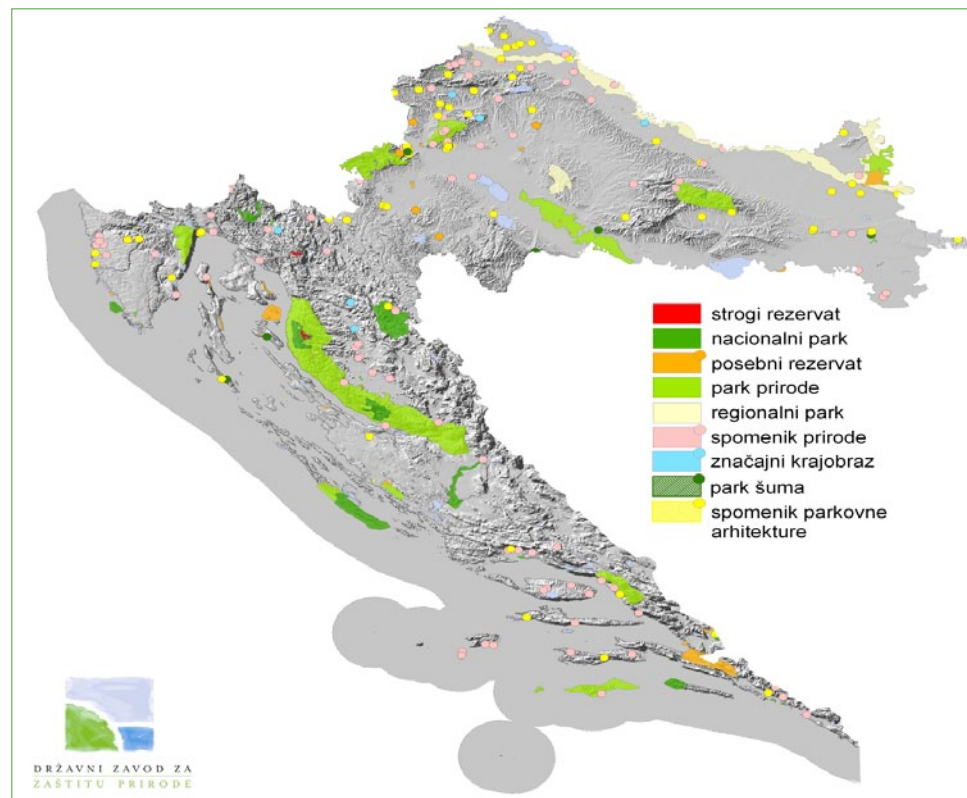 strogi rezervat
nacionalni park
posebni rezervat
park prirode
regionalni park
spomenik prirode
značajni krajobraz
park šuma
spomenik parkovne
arhitekture
DRŽAVNI ZAVOD ZA
ZAŠTITU PRIRODE